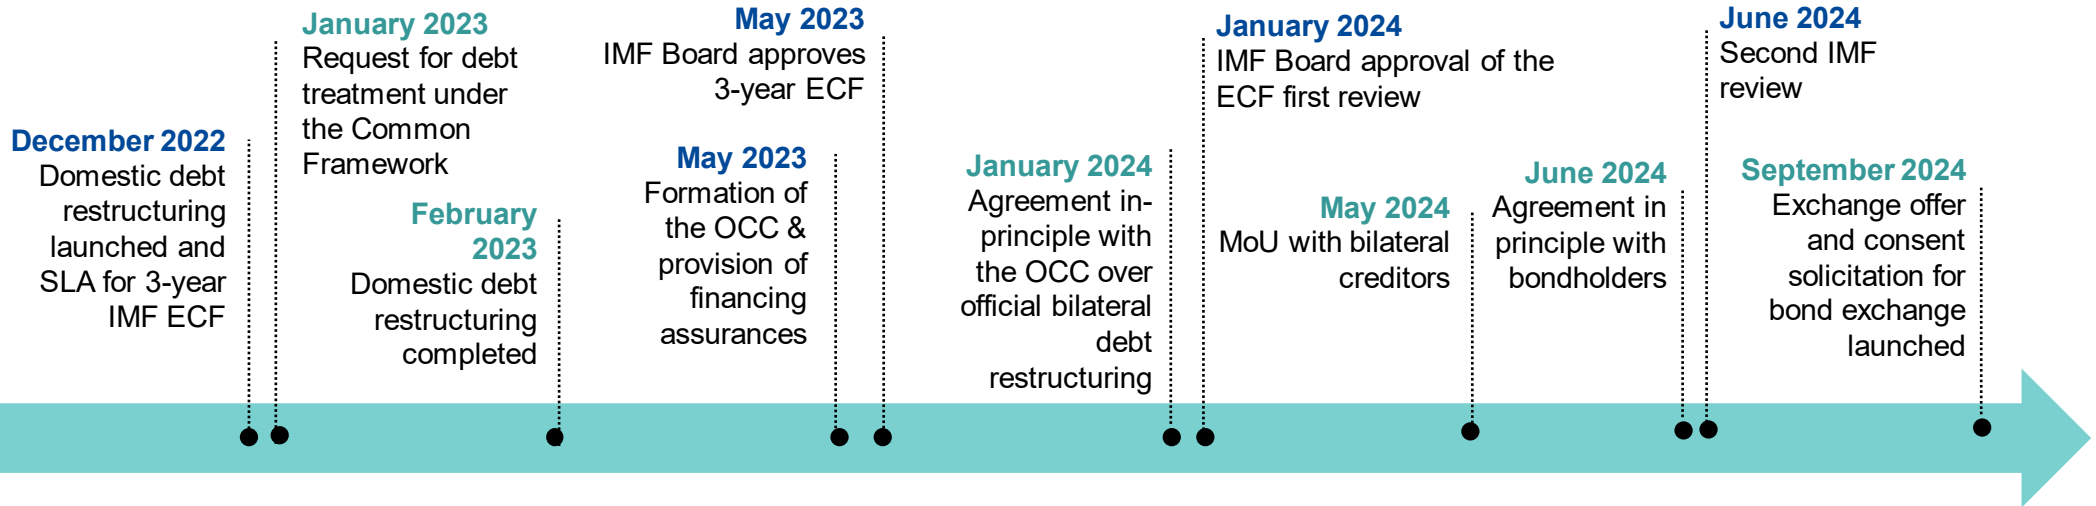 December 2022
Domestic debt
restructuring
launched and
SLA for 3-year
IMF ECF
January 2023
Request for debt
treatment under
the Common
Framework
February
2023
Domestic debt
restructuring
completed
May 2023
Formation of
the OCC &
provision of
financing
assurances
May 2023
IMF Board approves
3-year ECF
January 2024
Agreement in-
principle with
the OCC over
official bilateral
debt
restructuring
January 2024
IMF Board approval of the
ECF first review
May 2024
MoU with bilateral
creditors
June 2024
Agreement in
principle with
bondholders
June 2024
Second IMF
review
September 2024
Exchange offer
and consent
solicitation for
bond exchange
launched